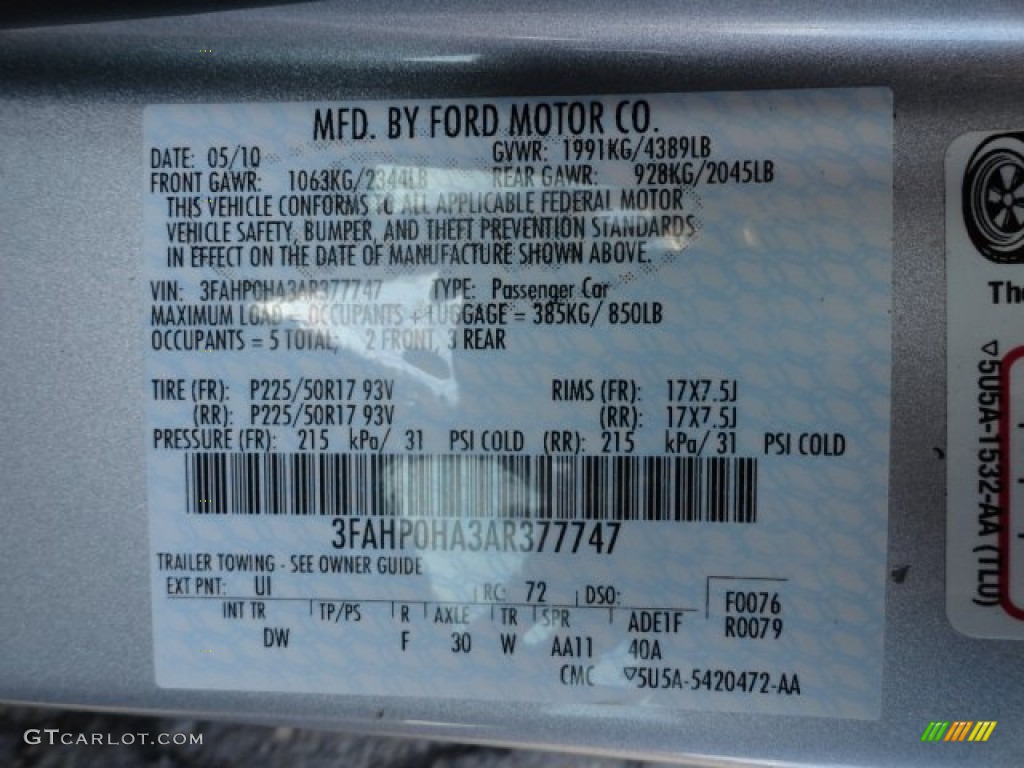 MFD. BY FORD MOTOR CO.
DATE: 05/10 GVWR: 1991KG/4389LB
FRONT GAWR: 1063KG/2344LB REAR GAWR: 928KG/2045LB
THIS VEHICLE CONFORMS TO ALL APPLICABLE FEDERAL MOTOR
VEHICLE SAFETY, BUMPER, AND THEFT PREVENTION STANDARDS
IN EFFECT ON THE DATE OF MANUFACTURE SHOWN ABOVE.
VIN: 3FAHP0HA3AR377747 TYPE: Passenger Car
MAXIMUM LOAD = OCCUPANTS + LUGGAGE = 385KG/ 850LB
OCCUPANTS = 5 TOTAL; 2 FRONT, 3 REAR
TIRE (FR): P225/50R17 93V RIMS (FR): 17X7.5J
(RR): P225/50R17 93V (RR): 17X7.5J
PRESSURE (FR): 215 kPa/ 31 PSI COLD (RR): 215 kPa/ 31 PSI COLD
3FAHP0HA3AR377747
TRAILER TOWING - SEE OWNER GUIDE
EXT PNT: UI RC: 72 DSO: F0076
INT TR TP/PS R AXLE TR SPR ADE1F R0079
DW F 30 W AA11 40A
CMC ▽5U5A-5420472-AA
The
▽5U5A-1532-AA (TLU)
GTCARLOT.COM